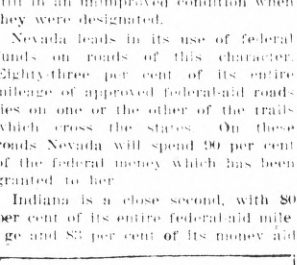 still in an unimproved condition when
they were designated.
Nevada leads in its use of federal
funds on roads of this character.
Eighty-three per cent of its entire
mileage of approved federal-aid roads
lies on one or the other of the trails
which cross the states. On these
roads Nevada will spend 90 per cent
of the federal money which has been
granted to her
Indiana is a close second, with 80
per cent of its entire federal-aid mile
age and 83 per cent of its money aid